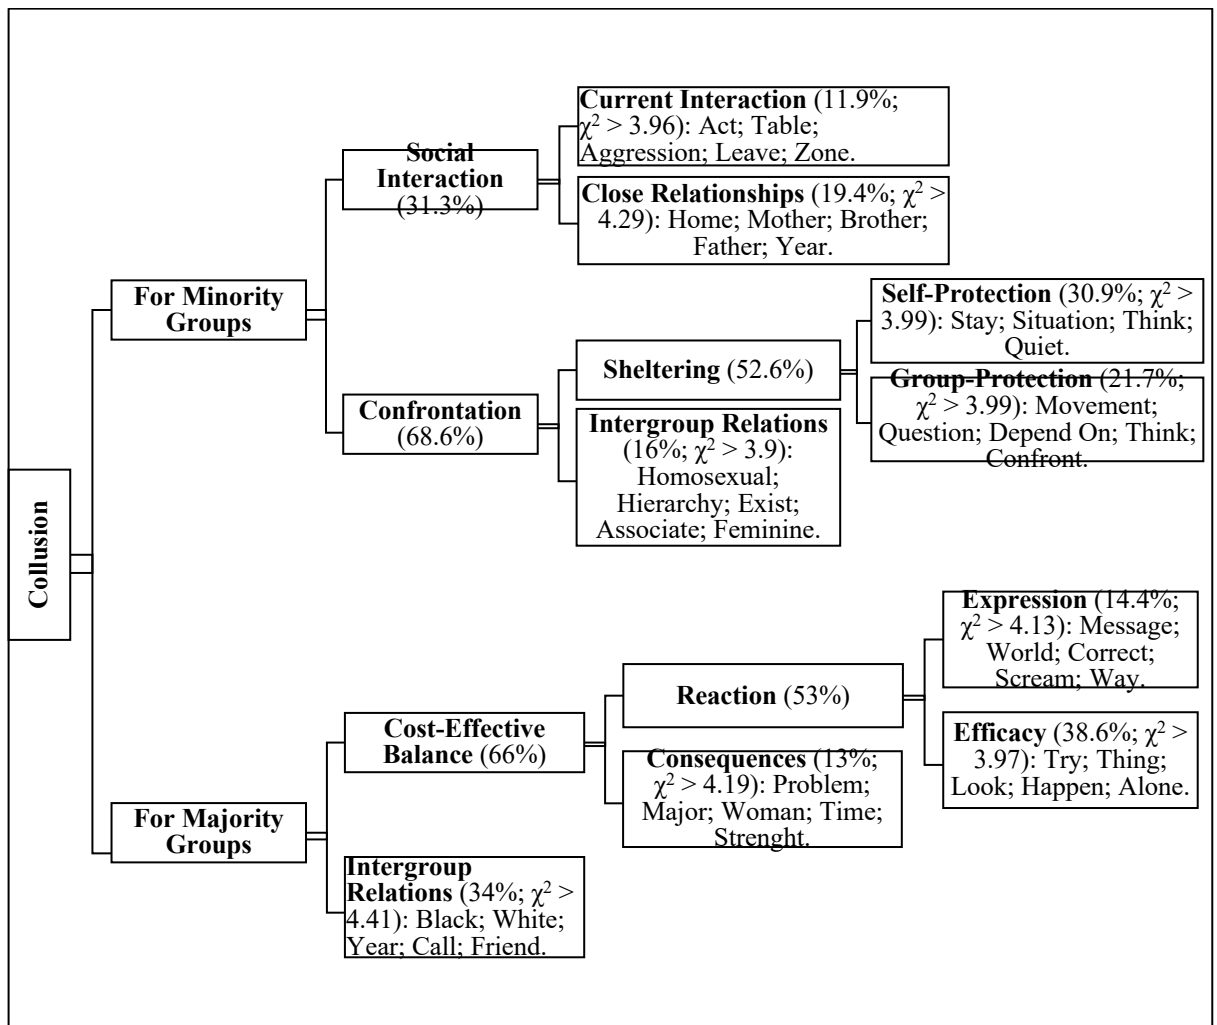 Collusion
For Minority
Groups
Social
Interaction
(31.3%)
Current Interaction (11.9%;
χ² > 3.96): Act; Table;
Aggression; Leave; Zone.
Close Relationships (19.4%; χ² >
4.29): Home; Mother; Brother;
Father; Year.
Confrontation
(68.6%)
Sheltering (52.6%)
Self-Protection (30.9%; χ² >
3.99): Stay; Situation; Think;
Quiet.
Group-Protection (21.7%;
χ² > 3.99): Movement;
Question; Depend On; Think;
Confront.
Intergroup Relations
(16%; χ² > 3.9):
Homosexual;
Hierarchy; Exist;
Associate; Feminine.
For Majority
Groups
Cost-Effective
Balance (66%)
Reaction (53%)
Expression (14.4%;
χ² > 4.13): Message;
World; Correct;
Scream; Way.
Efficacy (38.6%; χ² >
3.97): Try; Thing;
Look; Happen; Alone.
Consequences (13%;
χ² > 4.19): Problem;
Major; Woman; Time;
Strenght.
Intergroup
Relations (34%; χ² >
4.41): Black; White;
Year; Call; Friend.